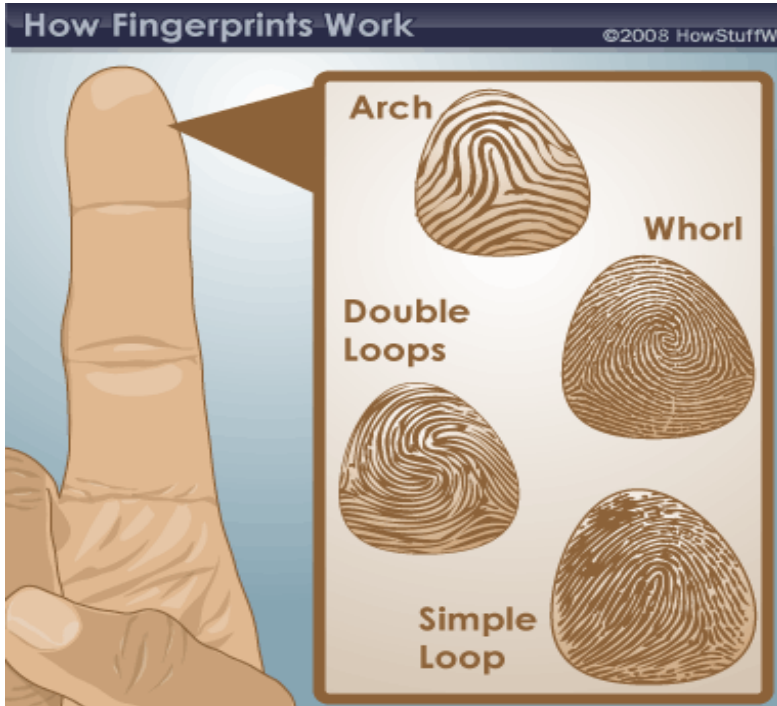 How Fingerprints Work
©2008 HowStuffW
Arch
Whorl
Double
Loops
Simple
Loop